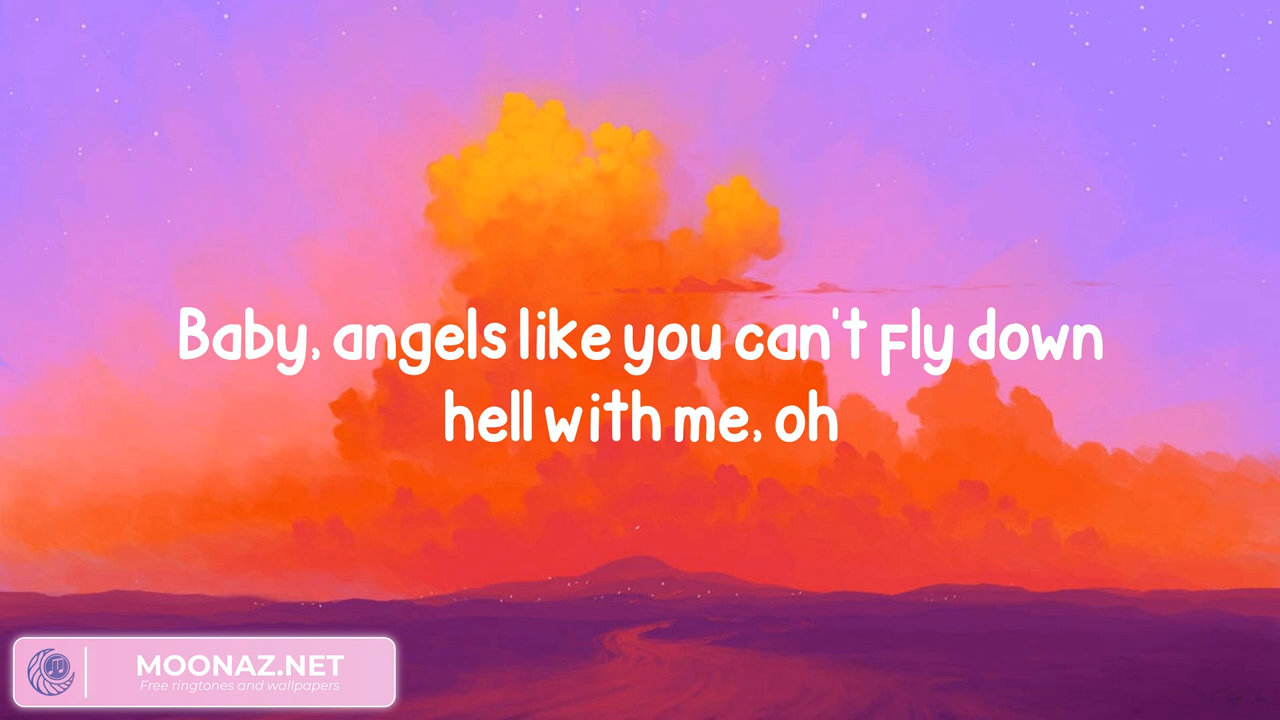 Baby, angels like you can't fly down
hell with me, oh
MOONAZ.NET
Free ringtones and wallpapers